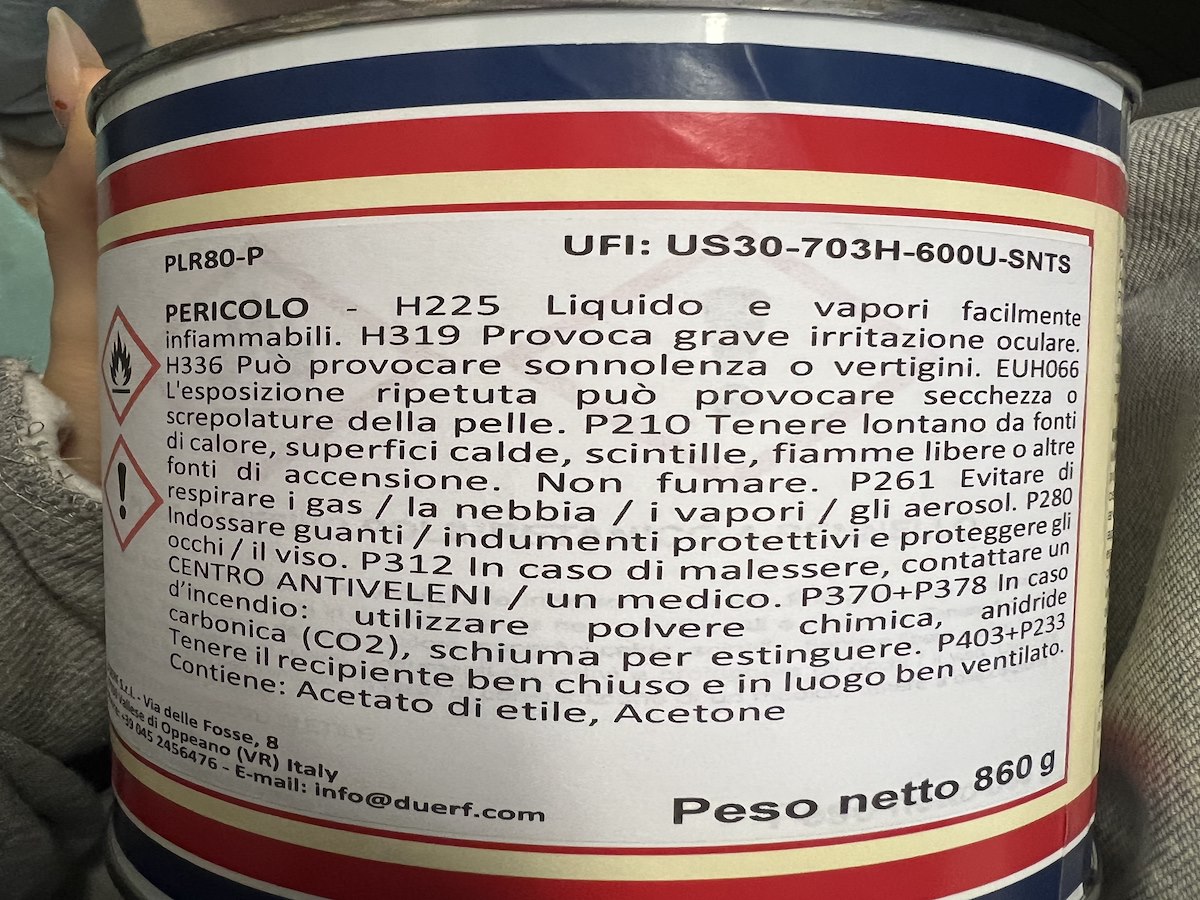 PLR80-P
UFI: US30-703H-600U-SNTS
PERICOLO - H225 Liquido e vapori facilmente
infiammabili. H319 Provoca grave irritazione oculare.
H336 Può provocare sonnolenza o vertigini. EUH066
L'esposizione ripetuta può provocare secchezza o
screpolature della pelle. P210 Tenere lontano da fonti
di calore, superfici calde, scintille, fiamme libere o altre
fonti di accensione. Non fumare. P261 Evitare di
respirare i gas / la nebbia / i vapori / gli aerosol. P280
Indossare guanti / indumenti protettivi e proteggere gli
occhi / il viso. P312 In caso di malessere, contattare un
CENTRO ANTIVELENI / un medico. P370+P378 In caso
d'incendio: utilizzare polvere chimica, anidride
carbonica (CO2), schiuma per estinguere. P403+P233
Tenere il recipiente ben chiuso e in luogo ben ventilato.
Contiene: Acetato di etile, Acetone
S.r.l. - Via delle Fosse, 8
Vallese di Oppeano (VR) Italy
+39 045 2456476 - E-mail: info@duerf.com
Peso netto 860 g